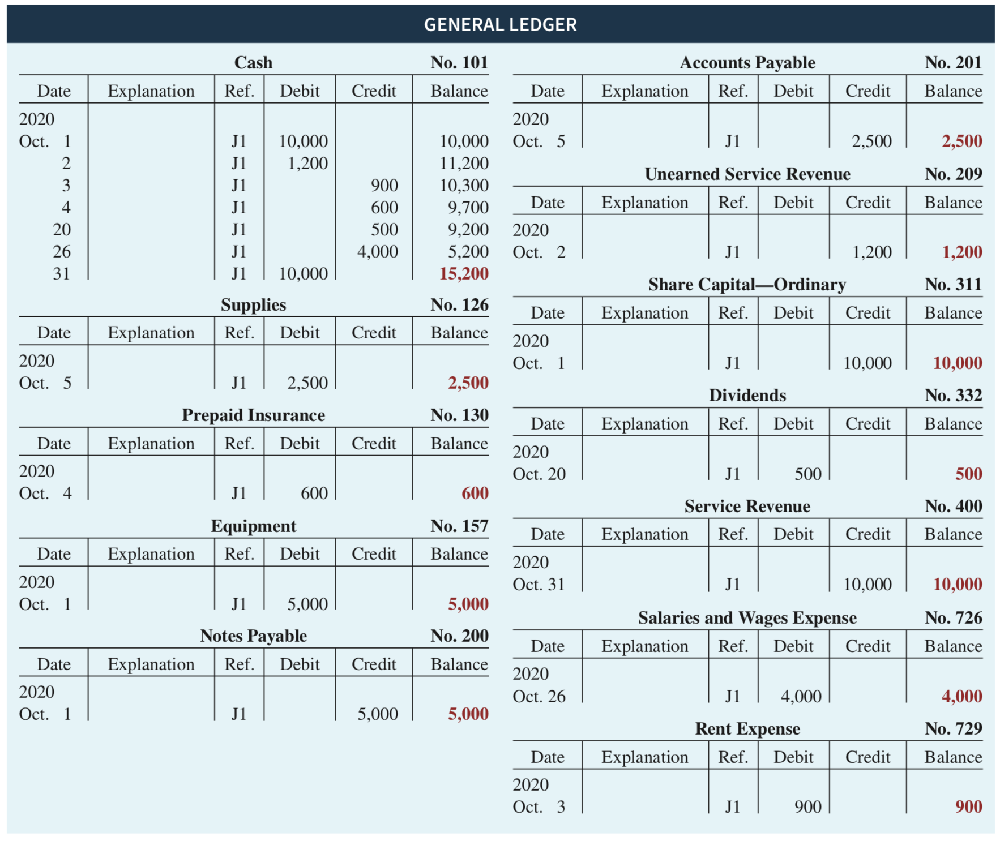 GENERAL LEDGER
Cash No. 101
Date Explanation Ref. Debit Credit Balance
2020
Oct. 1 J1 10,000 10,000
2 J1 1,200 11,200
3 J1 900 10,300
4 J1 600 9,700
20 J1 500 9,200
26 J1 4,000 5,200
31 J1 10,000 15,200
Supplies No. 126
Date Explanation Ref. Debit Credit Balance
2020
Oct. 5 J1 2,500 2,500
Prepaid Insurance No. 130
Date Explanation Ref. Debit Credit Balance
2020
Oct. 4 J1 600 600
Equipment No. 157
Date Explanation Ref. Debit Credit Balance
2020
Oct. 1 J1 5,000 5,000
Notes Payable No. 200
Date Explanation Ref. Debit Credit Balance
2020
Oct. 1 J1 5,000 5,000
Accounts Payable No. 201
Date Explanation Ref. Debit Credit Balance
2020
Oct. 5 J1 2,500 2,500
Unearned Service Revenue No. 209
Date Explanation Ref. Debit Credit Balance
2020
Oct. 2 J1 1,200 1,200
Share Capital—Ordinary No. 311
Date Explanation Ref. Debit Credit Balance
2020
Oct. 1 J1 10,000 10,000
Dividends No. 332
Date Explanation Ref. Debit Credit Balance
2020
Oct. 20 J1 500 500
Service Revenue No. 400
Date Explanation Ref. Debit Credit Balance
2020
Oct. 31 J1 10,000 10,000
Salaries and Wages Expense No. 726
Date Explanation Ref. Debit Credit Balance
2020
Oct. 26 J1 4,000 4,000
Rent Expense No. 729
Date Explanation Ref. Debit Credit Balance
2020
Oct. 3 J1 900 900